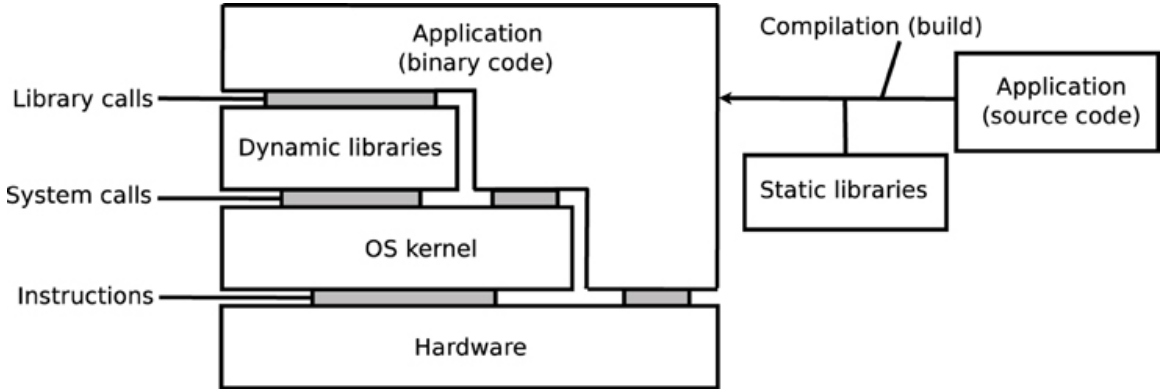 Application
(binary code)
Compilation (build)
Application
(source code)
Library calls
Dynamic libraries
Static libraries
System calls
OS kernel
Instructions
Hardware